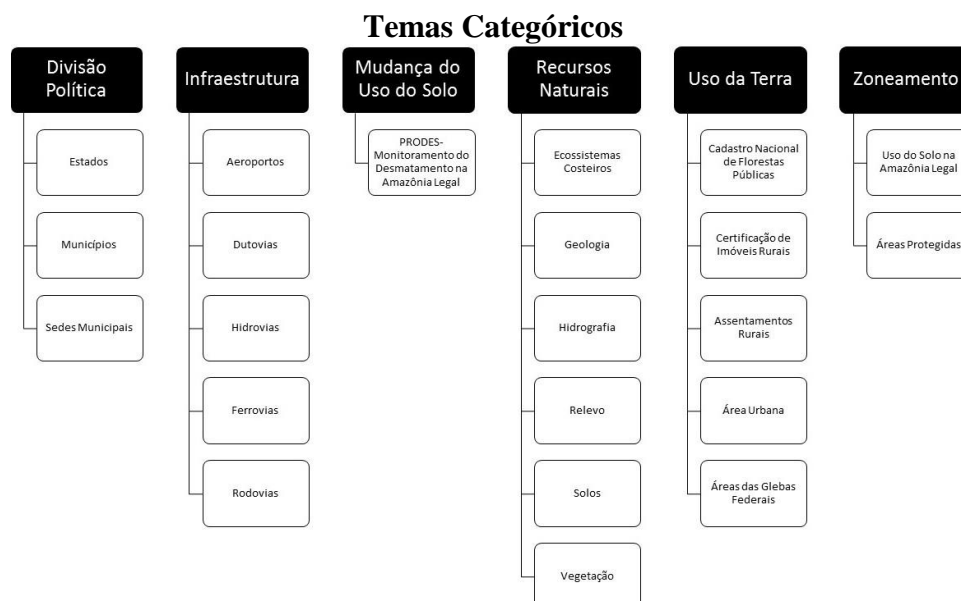 Temas Categóricos
Divisão
Política
Estados
Municípios
Sedes Municipais
Infraestrutura
Aeroportos
Dutovias
Hidrovias
Ferrovias
Rodovias
Mudança do
Uso do Solo
PRODES-
Monitoramento do
Desmatamento na
Amazônia Legal
Recursos
Naturais
Ecossistemas
Costeiros
Geologia
Hidrografia
Relevo
Solos
Vegetação
Uso da Terra
Cadastro Nacional
de Florestas
Públicas
Certificação de
Imóveis Rurais
Assentamentos
Rurais
Área Urbana
Áreas das Glebas
Federais
Zoneamento
Uso do Solo na
Amazônia Legal
Áreas Protegidas